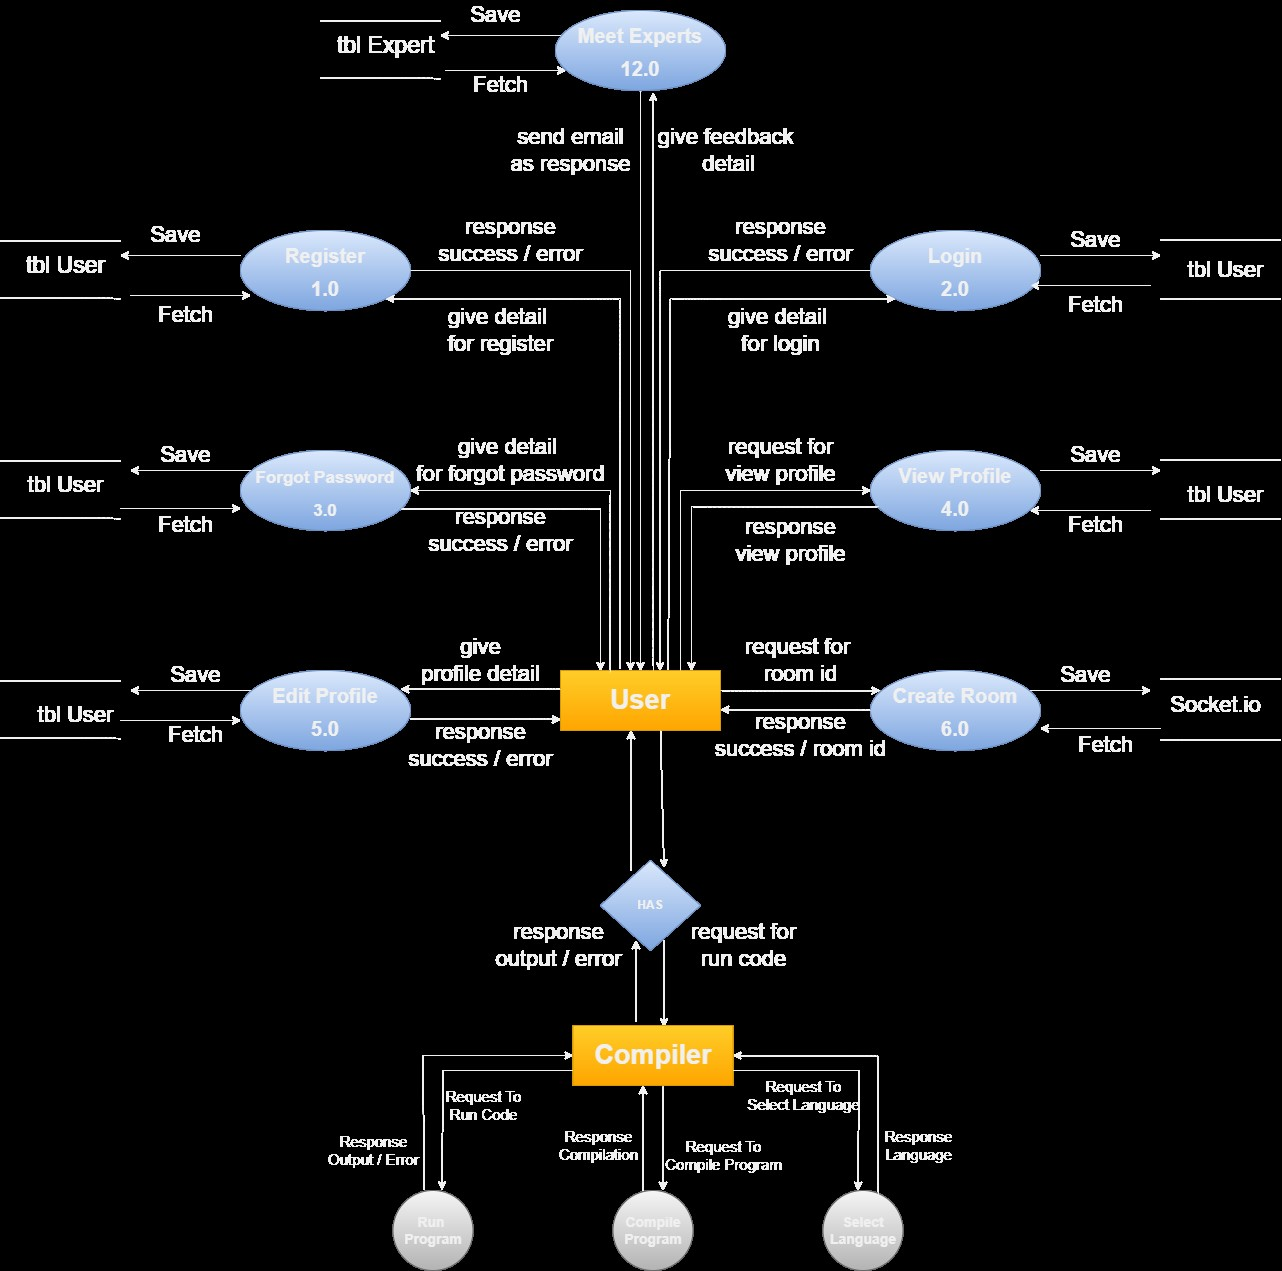 Save
tbl Expert
Fetch
Meet Experts
12.0
send email
as response
give feedback
detail
Save
tbl User
Fetch
Register
1.0
response
success / error
give detail
for register
response
success / error
give detail
for login
Login
2.0
Save
tbl User
Fetch
Save
tbl User
Fetch
Forgot Password
3.0
give detail
for forgot password
response
success / error
request for
view profile
response
view profile
View Profile
4.0
Save
tbl User
Fetch
Save
tbl User
Fetch
Edit Profile
5.0
give
profile detail
response
success / error
User
request for
room id
response
success / room id
Create Room
6.0
Save
Socket.io
Fetch
HAS
response
output / error
request for
run code
Compiler
Request To
Run Code
Response
Output / Error
Response
Compilation
Request To
Compile Program
Request To
Select Language
Response
Language
Run
Program
Compile
Program
Select
Language